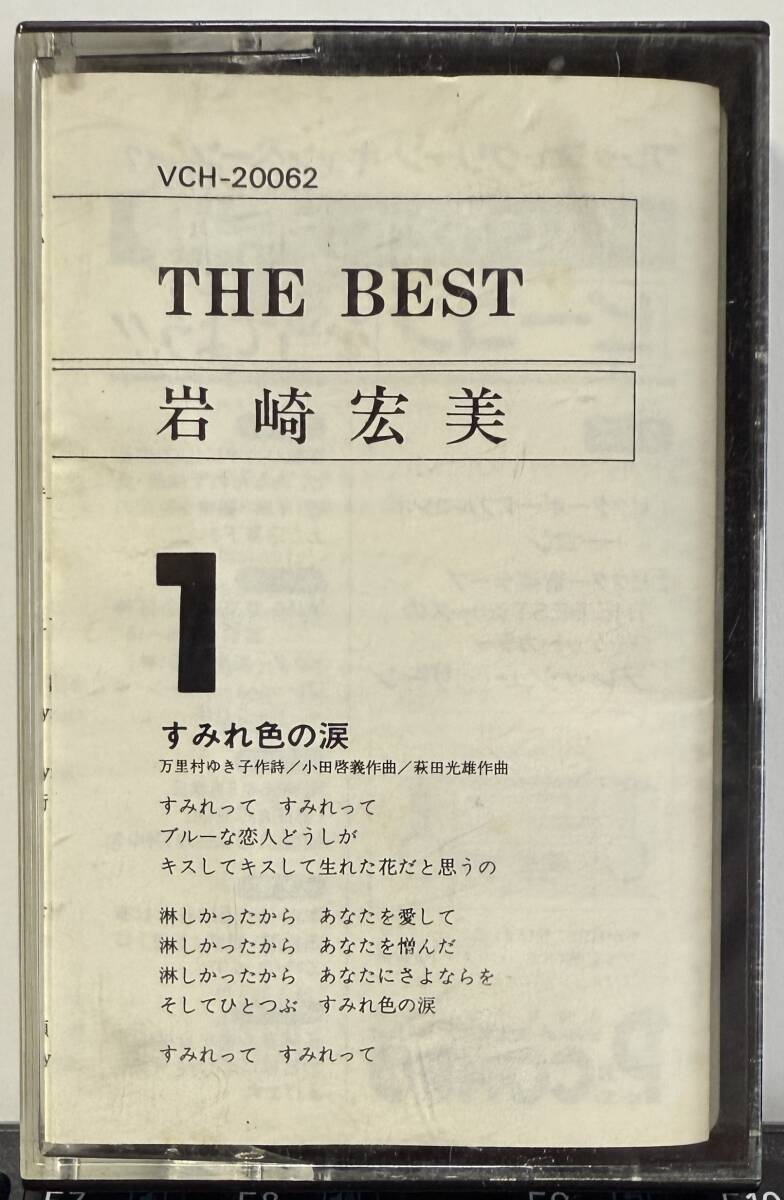 VCH-20062
THE BEST
岩崎宏美
1
すみれ色の涙
万里村ゆき子作詩／小田啓義作曲／萩田光雄作曲
すみれって　すみれって
ブルーな恋人どうしが
キスしてキスして生れた花だと思うの
淋しかったから　あなたを愛して
淋しかったから　あなたを憎んだ
淋しかったから　あなたにさよならを
そしてひとつぶ　すみれ色の涙
すみれって　すみれって